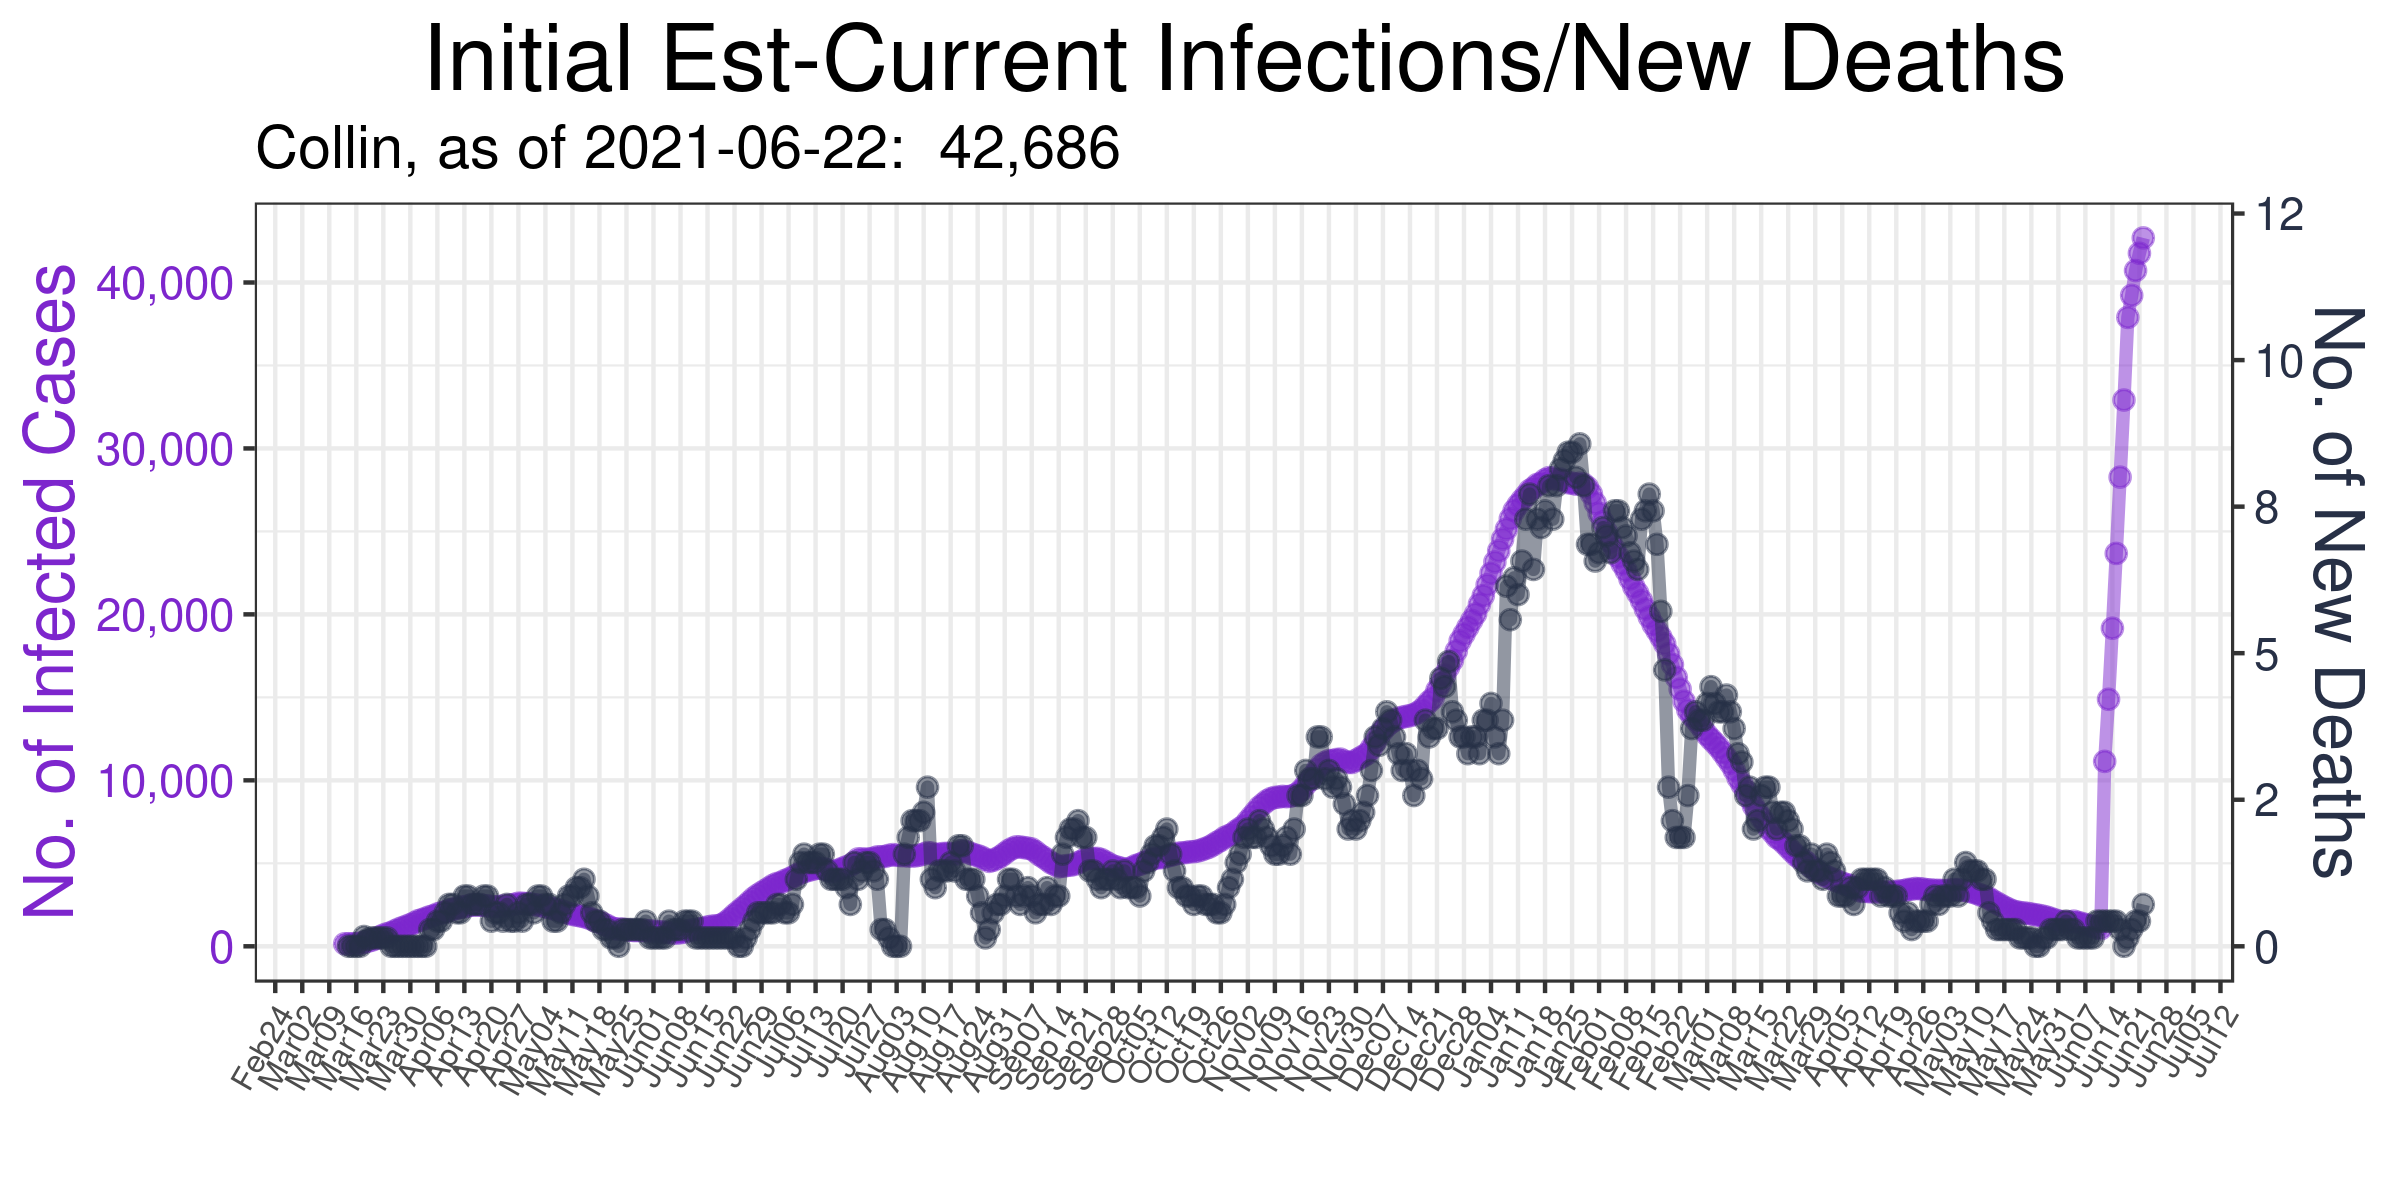 Initial Est-Current Infections/New Deaths
Collin, as of 2021-06-22:  42,686
No. of Infected Cases
40,000
30,000
20,000
10,000
0
12
10
8
5
2
0
No. of New Deaths
Feb24
Mar02
Mar09
Mar16
Mar23
Mar30
Apr06
Apr13
Apr20
Apr27
May04
May11
May18
May25
Jun01
Jun08
Jun15
Jun22
Jun29
Jul06
Jul13
Jul20
Jul27
Aug03
Aug10
Aug17
Aug24
Aug31
Sep07
Sep14
Sep21
Sep28
Oct05
Oct12
Oct19
Oct26
Nov02
Nov09
Nov16
Nov23
Nov30
Dec07
Dec14
Dec21
Dec28
Jan04
Jan11
Jan18
Jan25
Feb01
Feb08
Feb15
Feb22
Mar01
Mar08
Mar15
Mar22
Mar29
Apr05
Apr12
Apr19
Apr26
May03
May10
May17
May24
May31
Jun07
Jun14
Jun21
Jun28
Jul05
Jul12